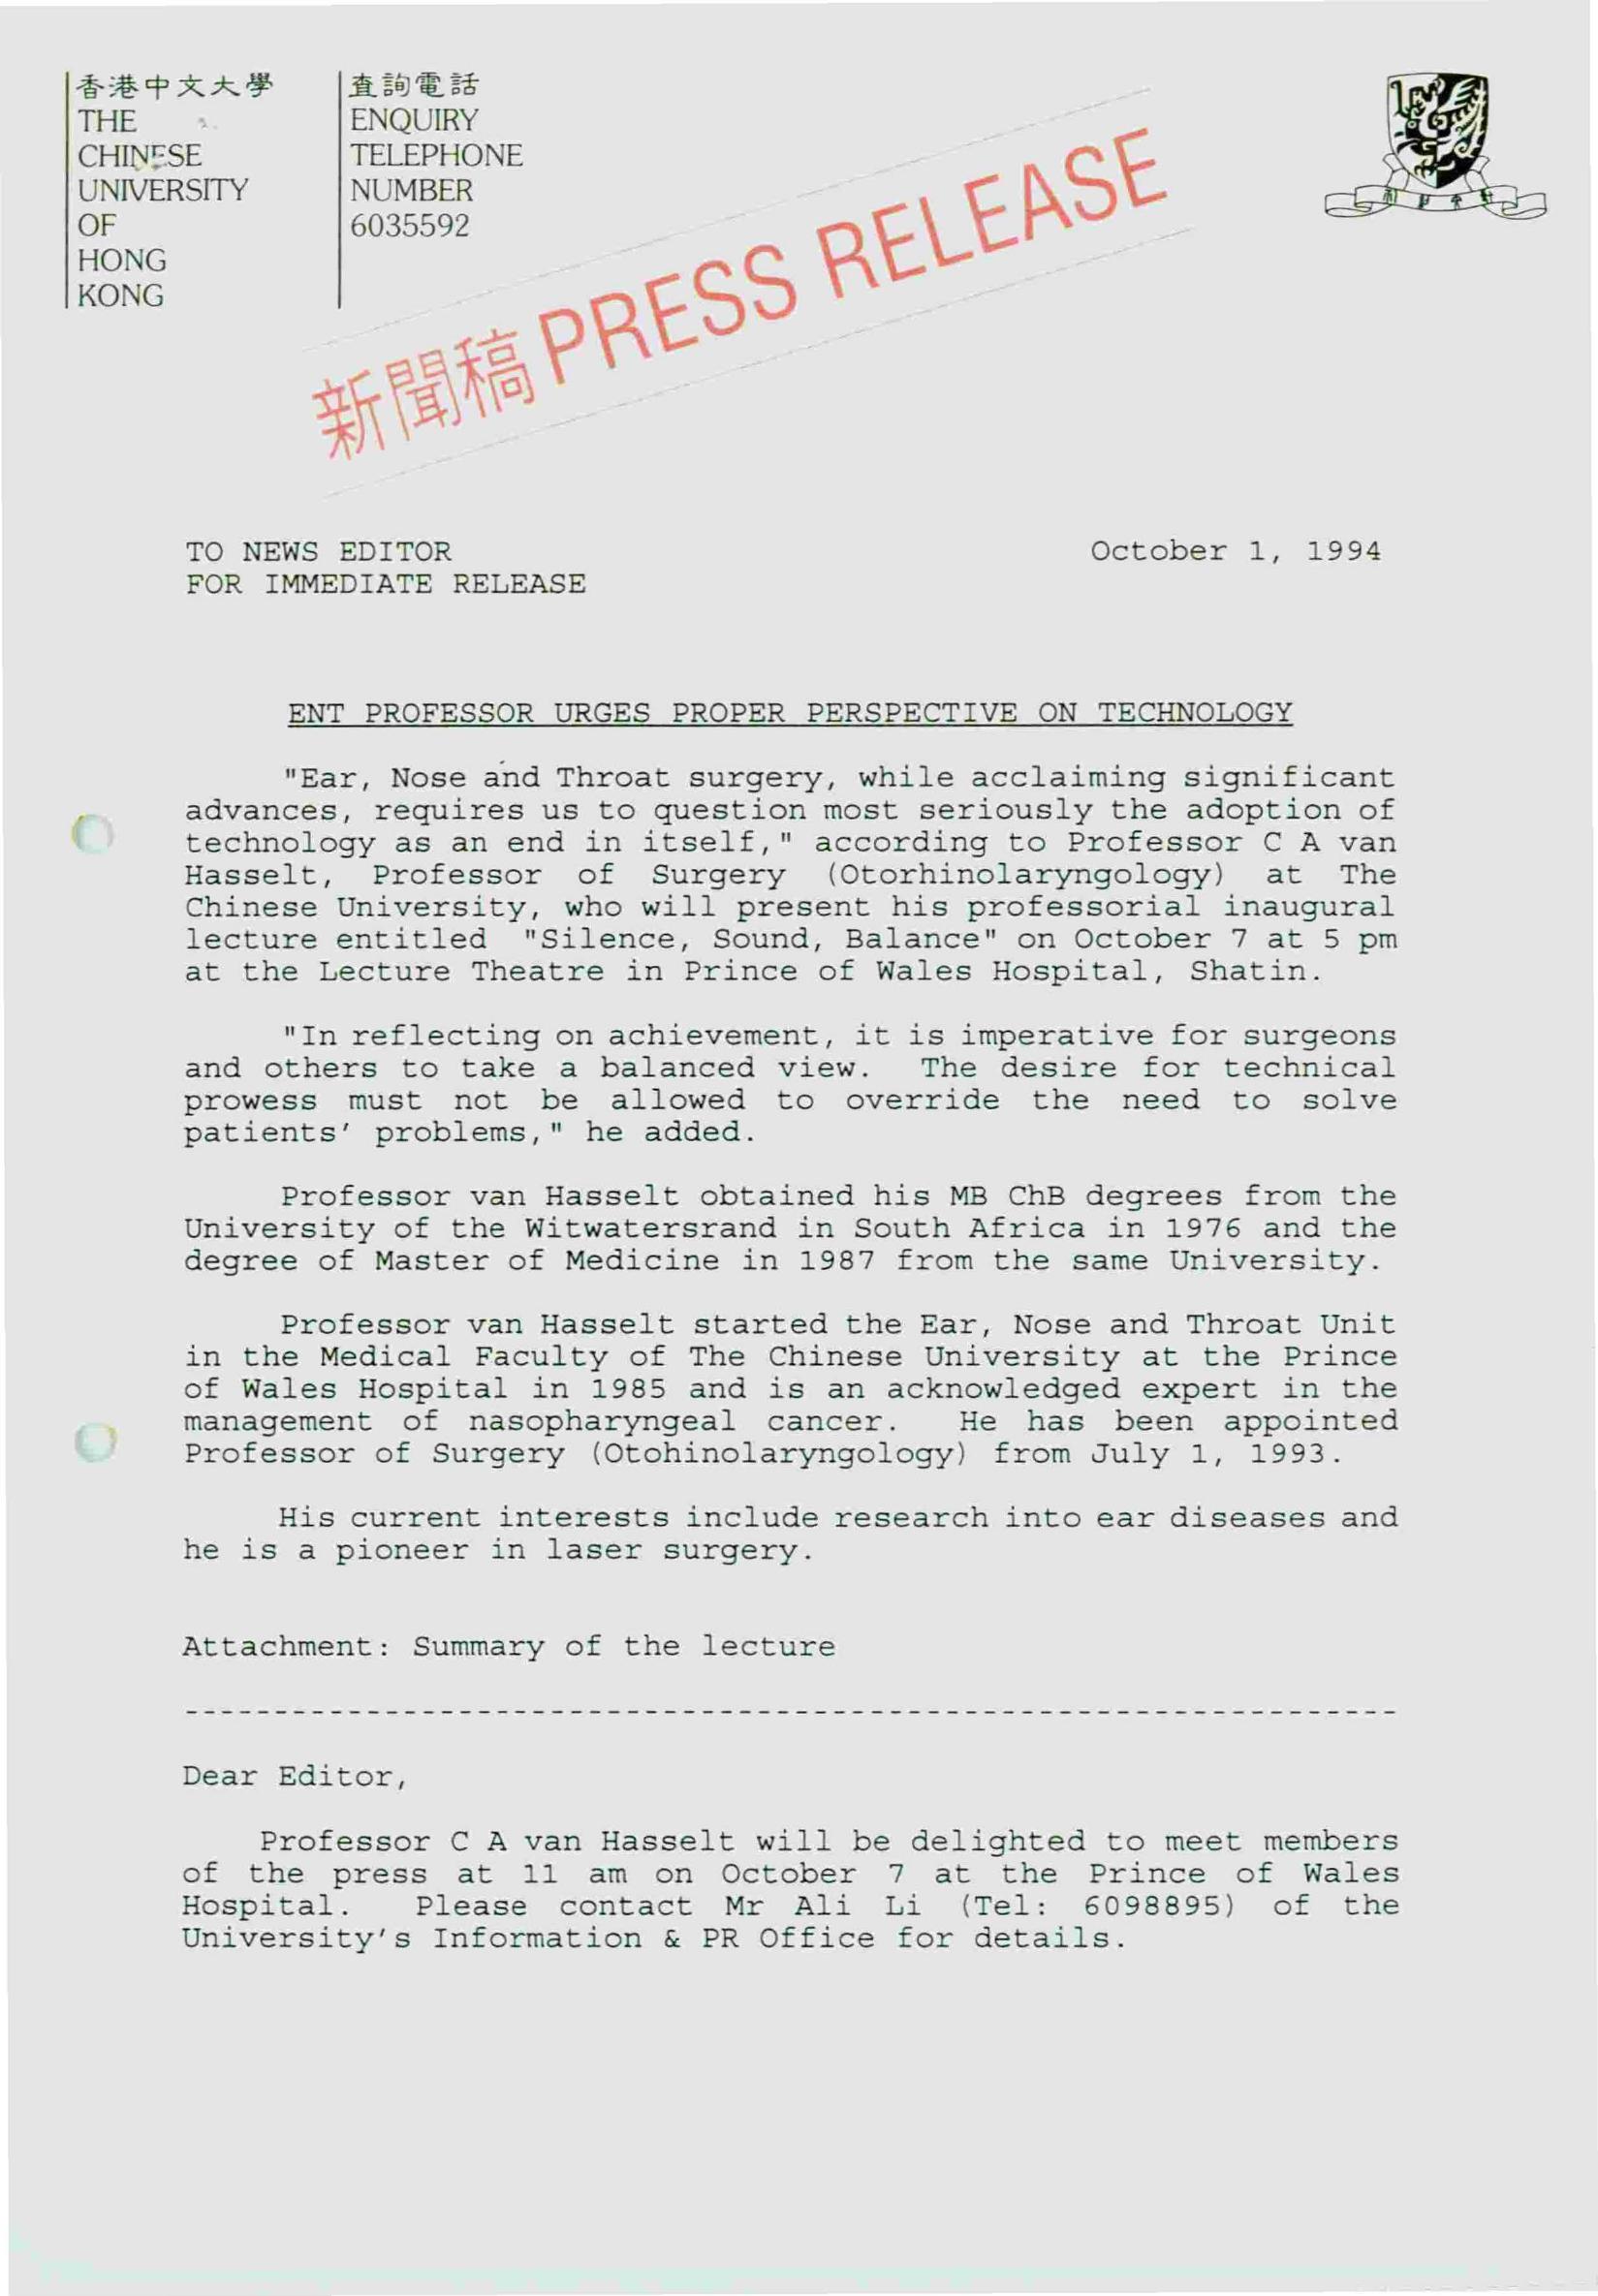 香港中文大學
THE
CHINESE
UNIVERSITY
OF
HONG
KONG
查詢電話
ENQUIRY
TELEPHONE
NUMBER
6035592
新聞稿 PRESS RELEASE
TO NEWS EDITOR
FOR IMMEDIATE RELEASE
October 1, 1994
ENT PROFESSOR URGES PROPER PERSPECTIVE ON TECHNOLOGY
"Ear, Nose and Throat surgery, while acclaiming significant
advances, requires us to question most seriously the adoption of
technology as an end in itself," according to Professor C A van
Hasselt, Professor of Surgery (Otorhinolaryngology) at The
Chinese University, who will present his professorial inaugural
lecture entitled "Silence, Sound, Balance" on October 7 at 5 pm
at the Lecture Theatre in Prince of Wales Hospital, Shatin.
"In reflecting on achievement, it is imperative for surgeons
and others to take a balanced view. The desire for technical
prowess must not be allowed to override the need to solve
patients' problems," he added.
Professor van Hasselt obtained his MB ChB degrees from the
University of the Witwatersrand in South Africa in 1976 and the
degree of Master of Medicine in 1987 from the same University.
Professor van Hasselt started the Ear, Nose and Throat Unit
in the Medical Faculty of The Chinese University at the Prince
of Wales Hospital in 1985 and is an acknowledged expert in the
management of nasopharyngeal cancer. He has been appointed
Professor of Surgery (Otohinolaryngology) from July 1, 1993.
His current interests include research into ear diseases and
he is a pioneer in laser surgery.
Attachment: Summary of the lecture
----------------------------------------------------------------
Dear Editor,
Professor C A van Hasselt will be delighted to meet members
of the press at 11 am on October 7 at the Prince of Wales
Hospital. Please contact Mr Ali Li (Tel: 6098895) of the
University's Information & PR Office for details.